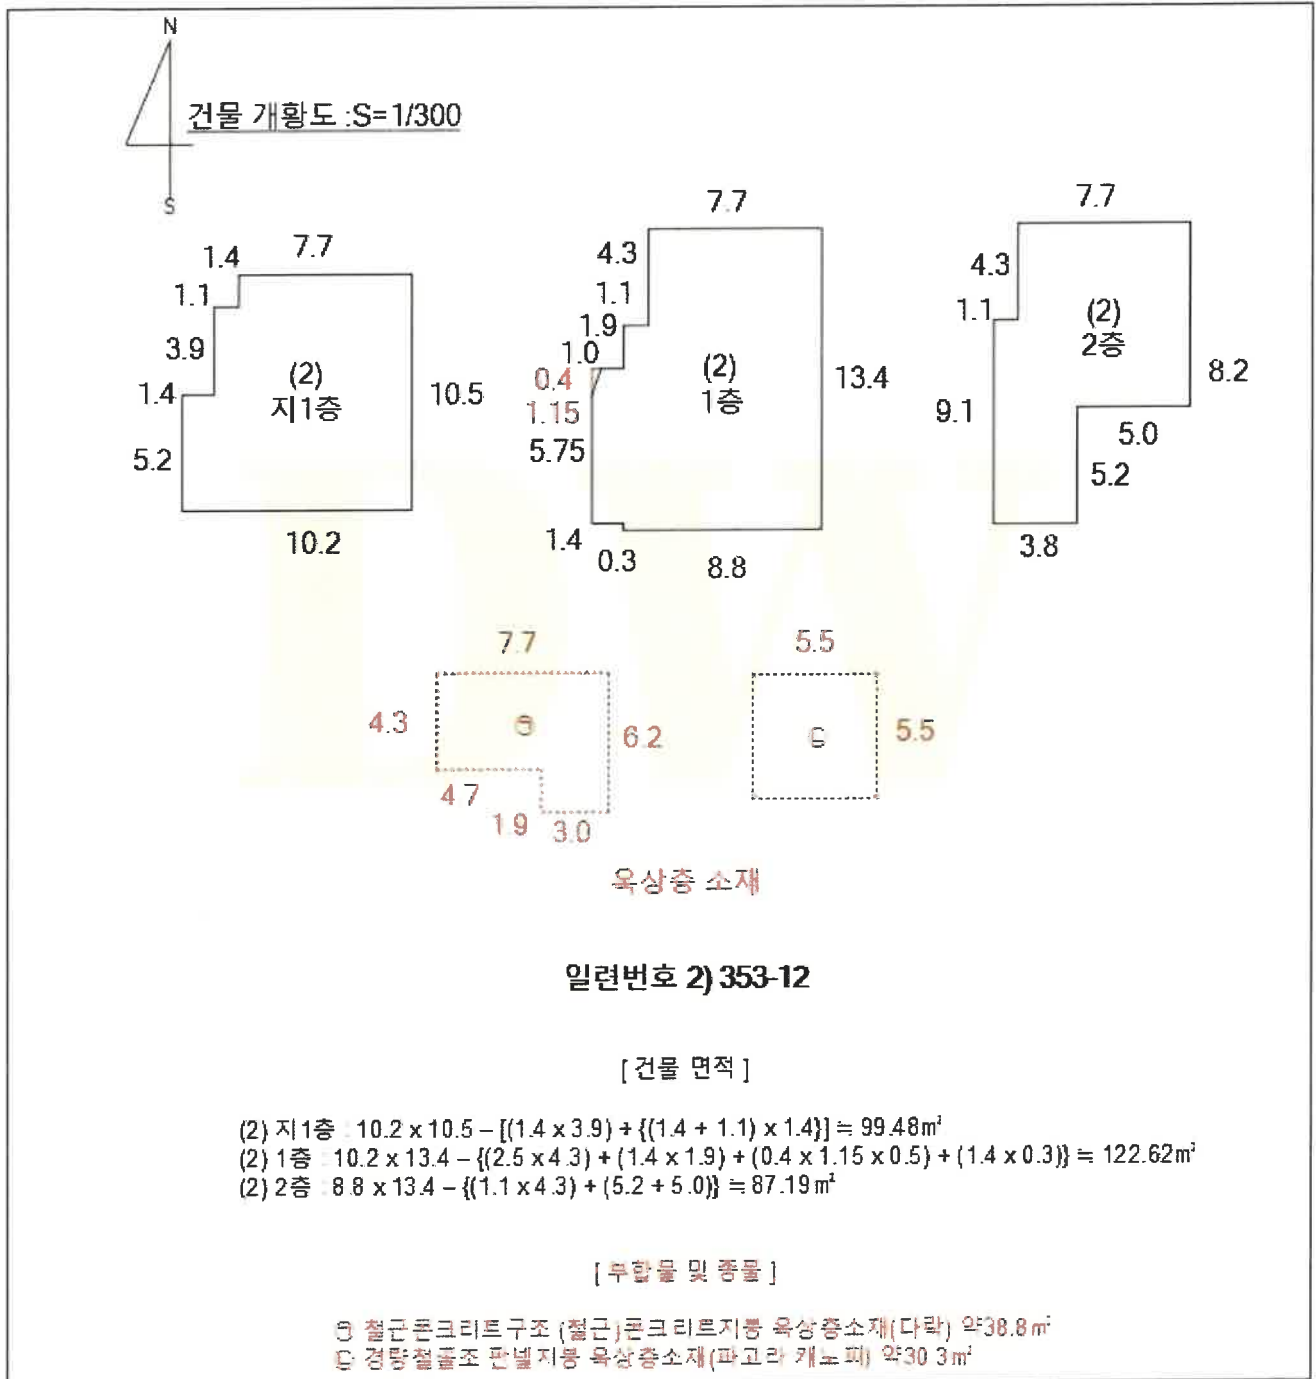 N
건물 개황도 :S=1/300
S
7.7
1.4
1.1
3.9
1.4
5.2
(2)
지1층
10.5
10.2
7.7
4.3
1.1
1.9
1.0
0.4
1.15
5.75
(2)
1층
13.4
1.4
0.3
8.8
7.7
4.3
1.1
(2)
2층
8.2
9.1
5.0
5.2
3.8
7.7
4.3
㉠
6.2
4.7
1.9
3.0
5.5
㉡
5.5
옥상층 소재
일련번호 2) 353-12
[ 건물 면적 ]
(2) 지1층 : 10.2 x 10.5 – [(1.4 x 3.9) + {(1.4 + 1.1) x 1.4}] ≒ 99.48㎡
(2) 1층 : 10.2 x 13.4 – {(2.5 x 4.3) + (1.4 x 1.9) + (0.4 x 1.15 x 0.5) + (1.4 x 0.3)} ≒ 122.62㎡
(2) 2층 : 8.8 x 13.4 – {(1.1 x 4.3) + (5.2 + 5.0)} ≒ 87.19㎡
[ 부합물 및 종물 ]
㉠ 철근콘크리트구조 (철근)콘크리트지붕 옥상층소재(다락) 약38.8㎡
㉡ 경량철골조 판넬지붕 옥상층소재(파고라 캐노피) 약30.3㎡